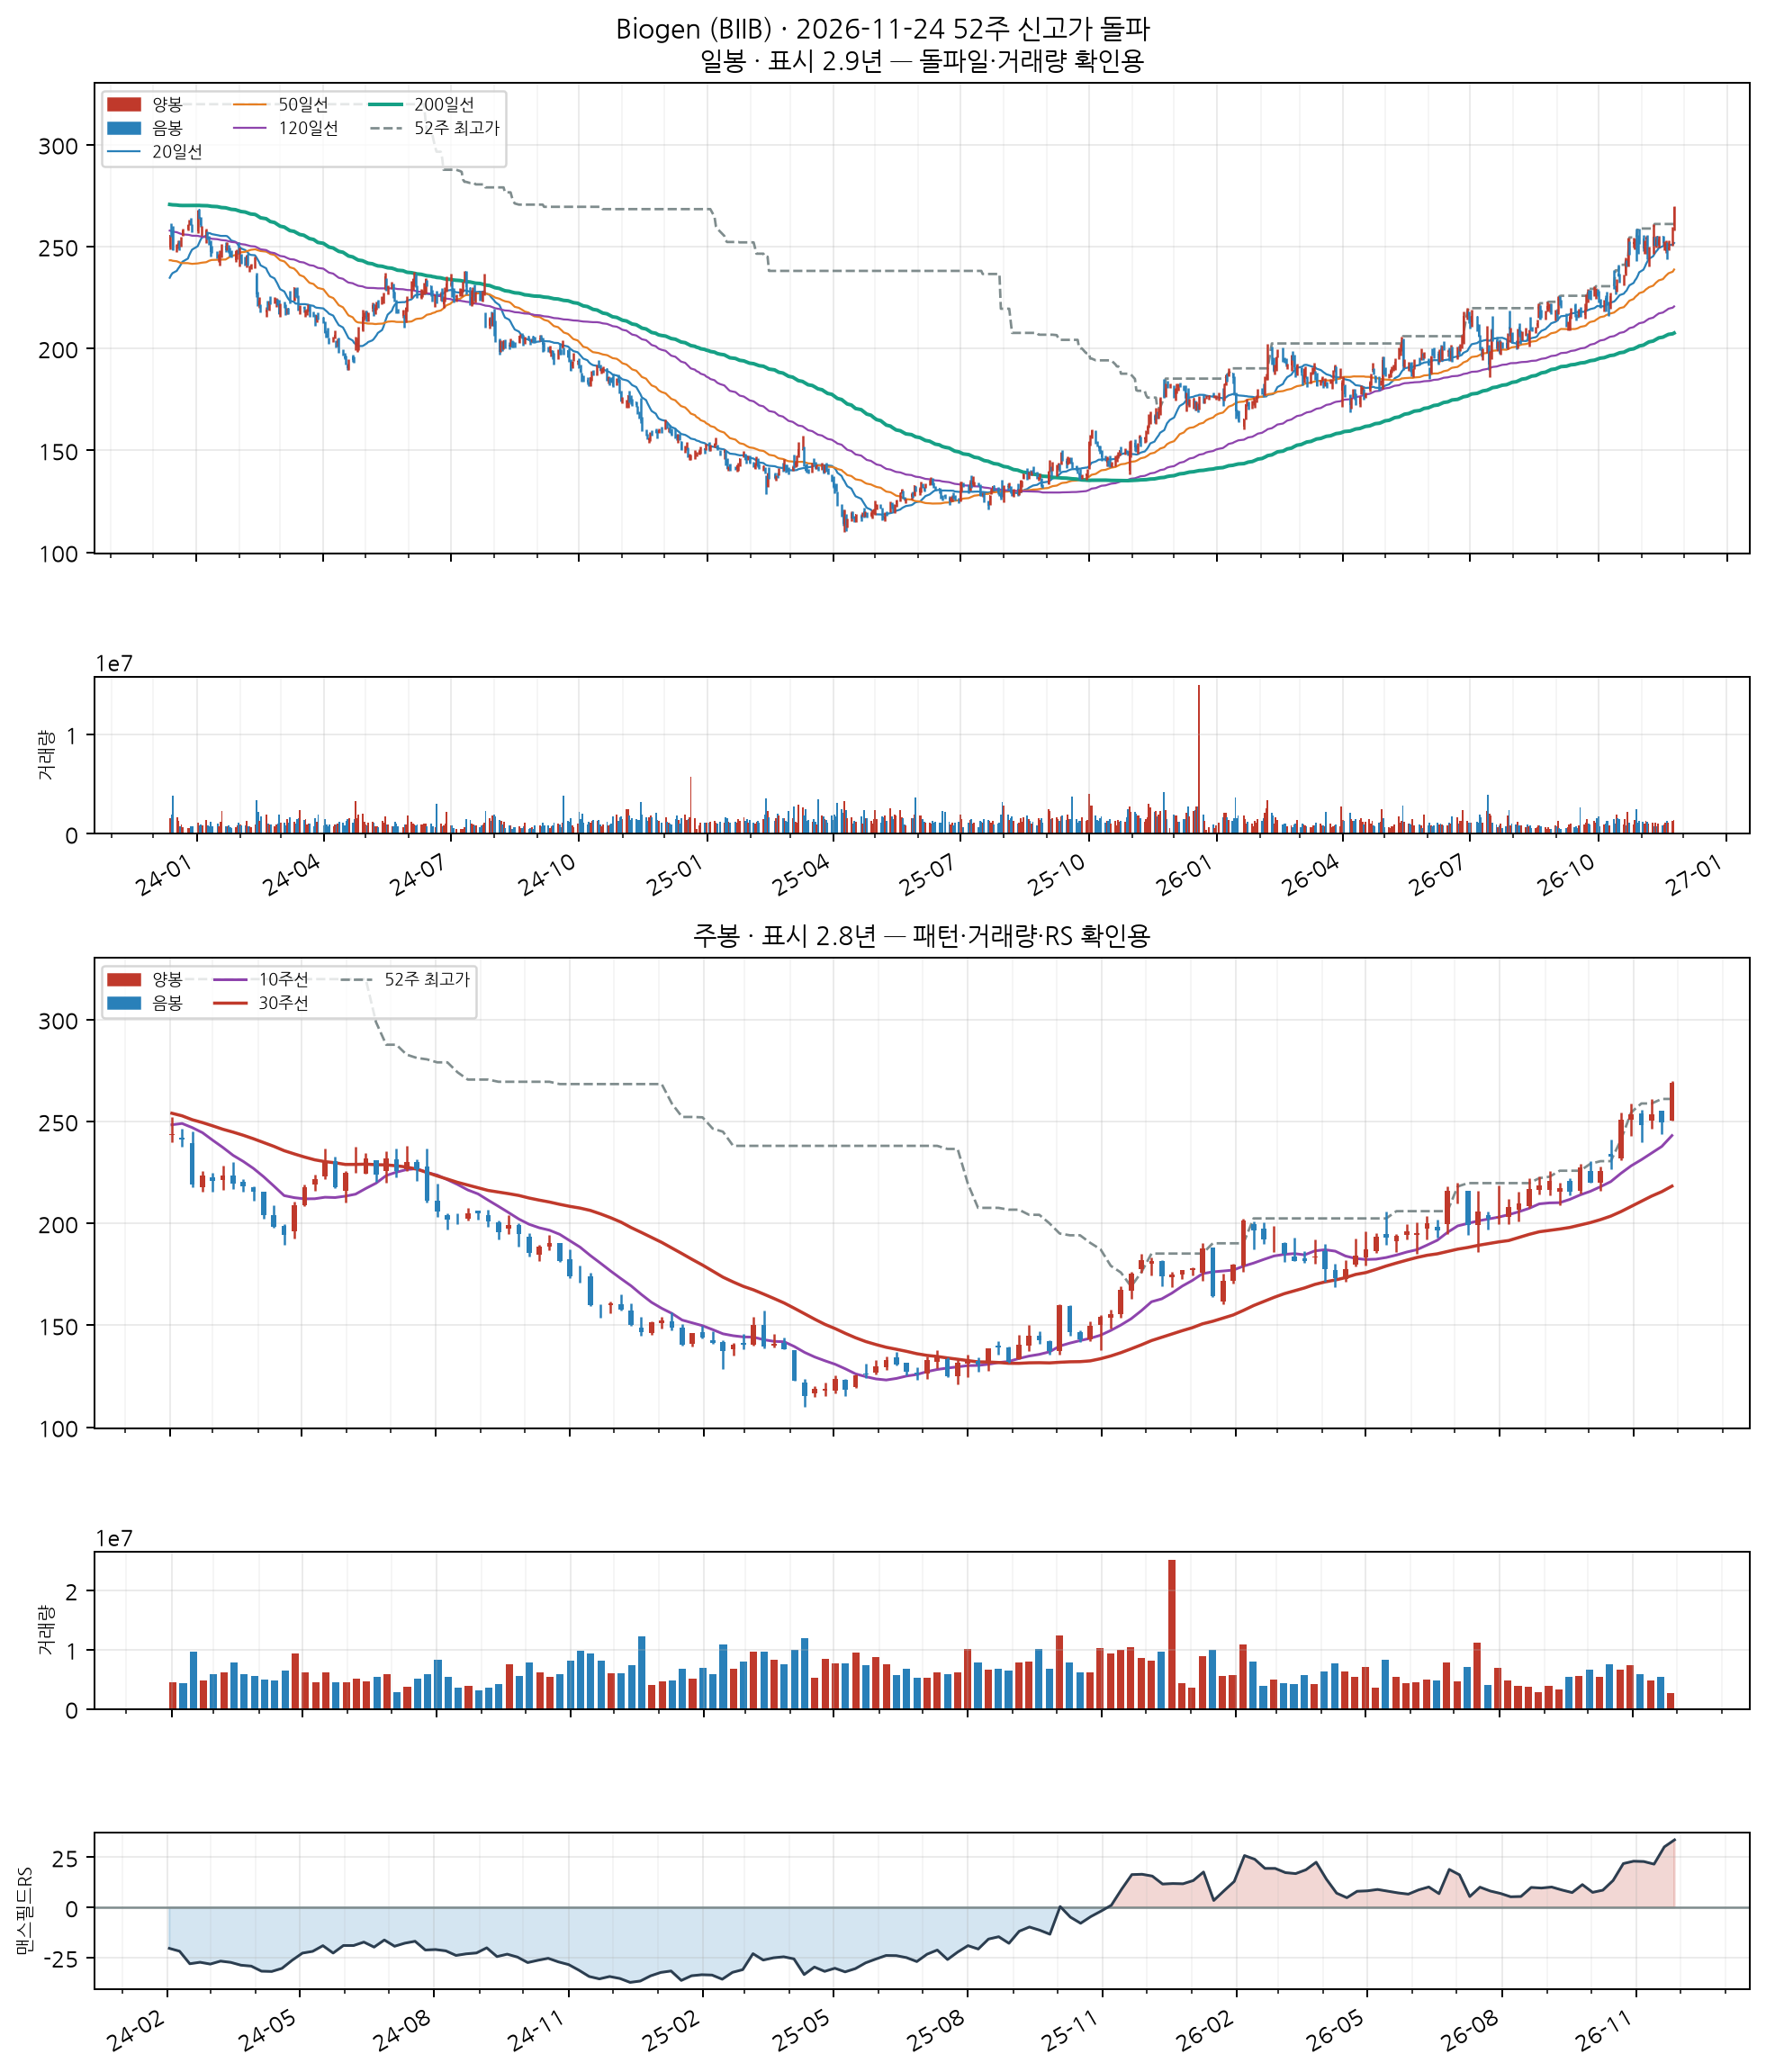 Biogen (BIIB) · 2026-11-24 52주 신고가 돌파
일봉 · 표시 2.9년 — 돌파일·거래량 확인용
양봉 50일선 200일선
음봉 120일선 52주 최고가
20일선
300
250
200
150
100
1e7
거래량
1
0
24-01 24-04 24-07 24-10 25-01 25-04 25-07 25-10 26-01 26-04 26-07 26-10 27-01
주봉 · 표시 2.8년 — 패턴·거래량·RS 확인용
양봉 10주선 52주 최고가
음봉 30주선
300
250
200
150
100
1e7
거래량
2
1
0
맨스필드RS
25
0
-25
24-02 24-05 24-08 24-11 25-02 25-05 25-08 25-11 26-02 26-05 26-08 26-11